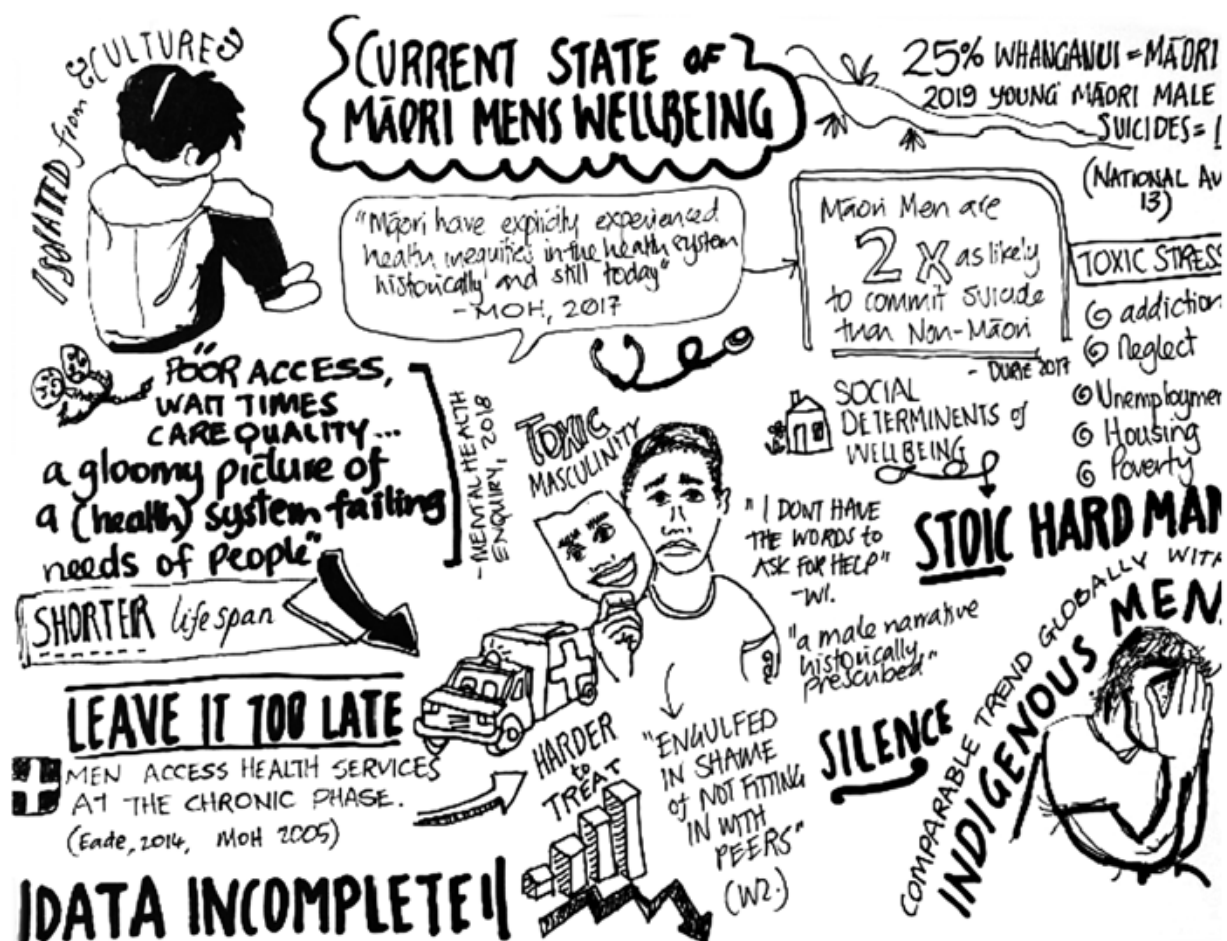 ISOLATED from CULTURE
CURRENT STATE OF
MĀORI MENS WELLBEING
25% WHANGANUI = MĀORI
2019 YOUNG MĀORI MALE
SUICIDES =
(NATIONAL AV
13)
"Māori have explicity experienced
health inequities in the health system
historically and still today"
- MOH, 2017
Māori Men are
2 X as likely
to commit suicide
than Non-Māori
- DURIE 2017
TOXIC STRESS
addiction
Neglect
Unemploymen
Housing
Poverty
"POOR ACCESS,
WAIT TIMES
CARE QUALITY...
a gloomy picture of
a (health) system failing
needs of people"
- MENTAL HEALTH
ENQUIRY, 2018
TOXIC
MASCULINITY
SOCIAL
DETERMINENTS of
WELLBEING
"I DONT HAVE
THE WORDS to
ASK FOR HELP"
- W1.
STOIC HARD MAN
"a male narrative
historically
prescribed"
SHORTER life span
LEAVE IT TOO LATE
MEN ACCESS HEALTH SERVICES
AT THE CHRONIC PHASE.
(Eade, 2014, MoH 2005)
HARDER
to
TREAT
"ENGULFED
IN SHAME
of NOT FITTING
IN WITH
PEERS"
(W2.)
SILENCE
COMPARABLE TREND GLOBALLY WITH
INDIGENOUS MEN
DATA INCOMPLETE!